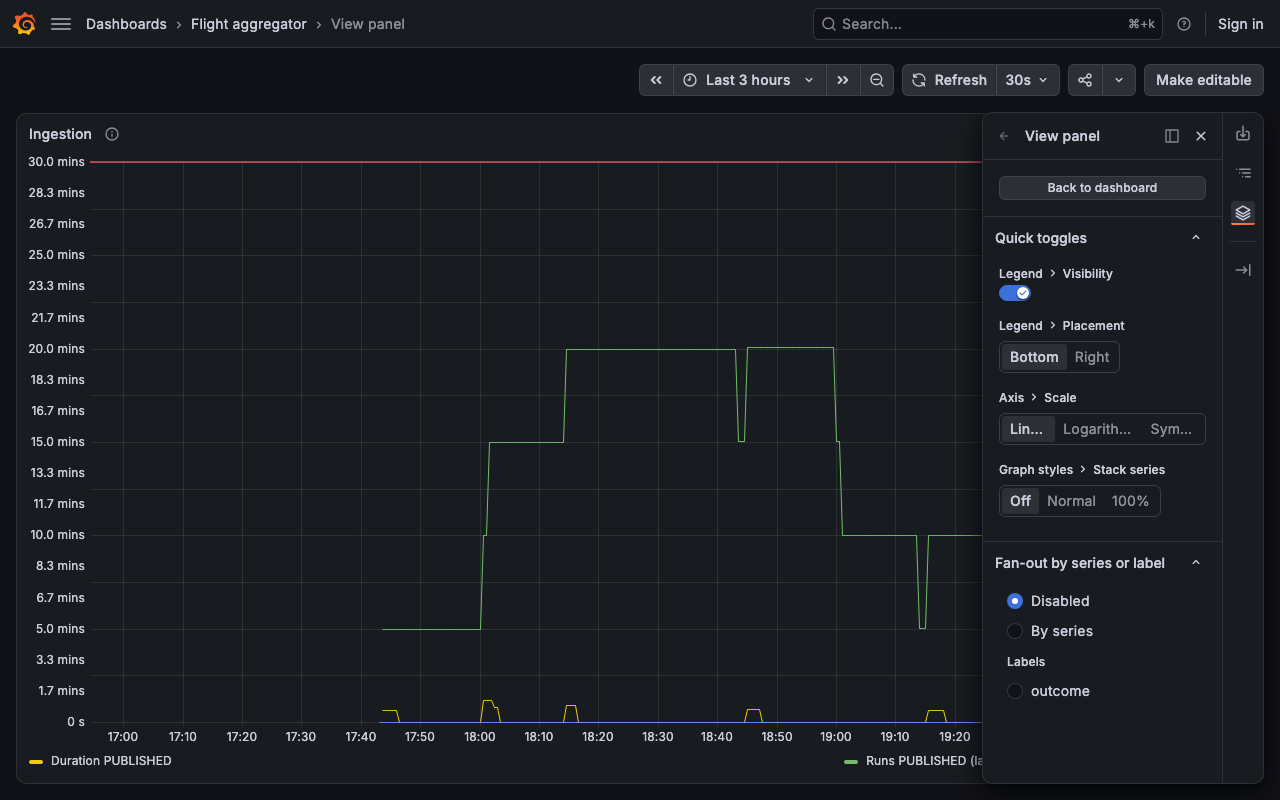 Dashboards › Flight aggregator › View panel
Search... ⌘+k
Sign in
Last 3 hours
Refresh 30s
Make editable
Ingestion
30.0 mins
28.3 mins
26.7 mins
25.0 mins
23.3 mins
21.7 mins
20.0 mins
18.3 mins
16.7 mins
15.0 mins
13.3 mins
11.7 mins
10.0 mins
8.3 mins
6.7 mins
5.0 mins
3.3 mins
1.7 mins
0 s
17:00 17:10 17:20 17:30 17:40 17:50 18:00 18:10 18:20 18:30 18:40 18:50 19:00 19:10 19:20
Duration PUBLISHED
Runs PUBLISHED (la
View panel
Back to dashboard
Quick toggles
Legend › Visibility
Legend › Placement
Bottom Right
Axis › Scale
Lin... Logarith... Sym...
Graph styles › Stack series
Off Normal 100%
Fan-out by series or label
Disabled
By series
Labels
outcome